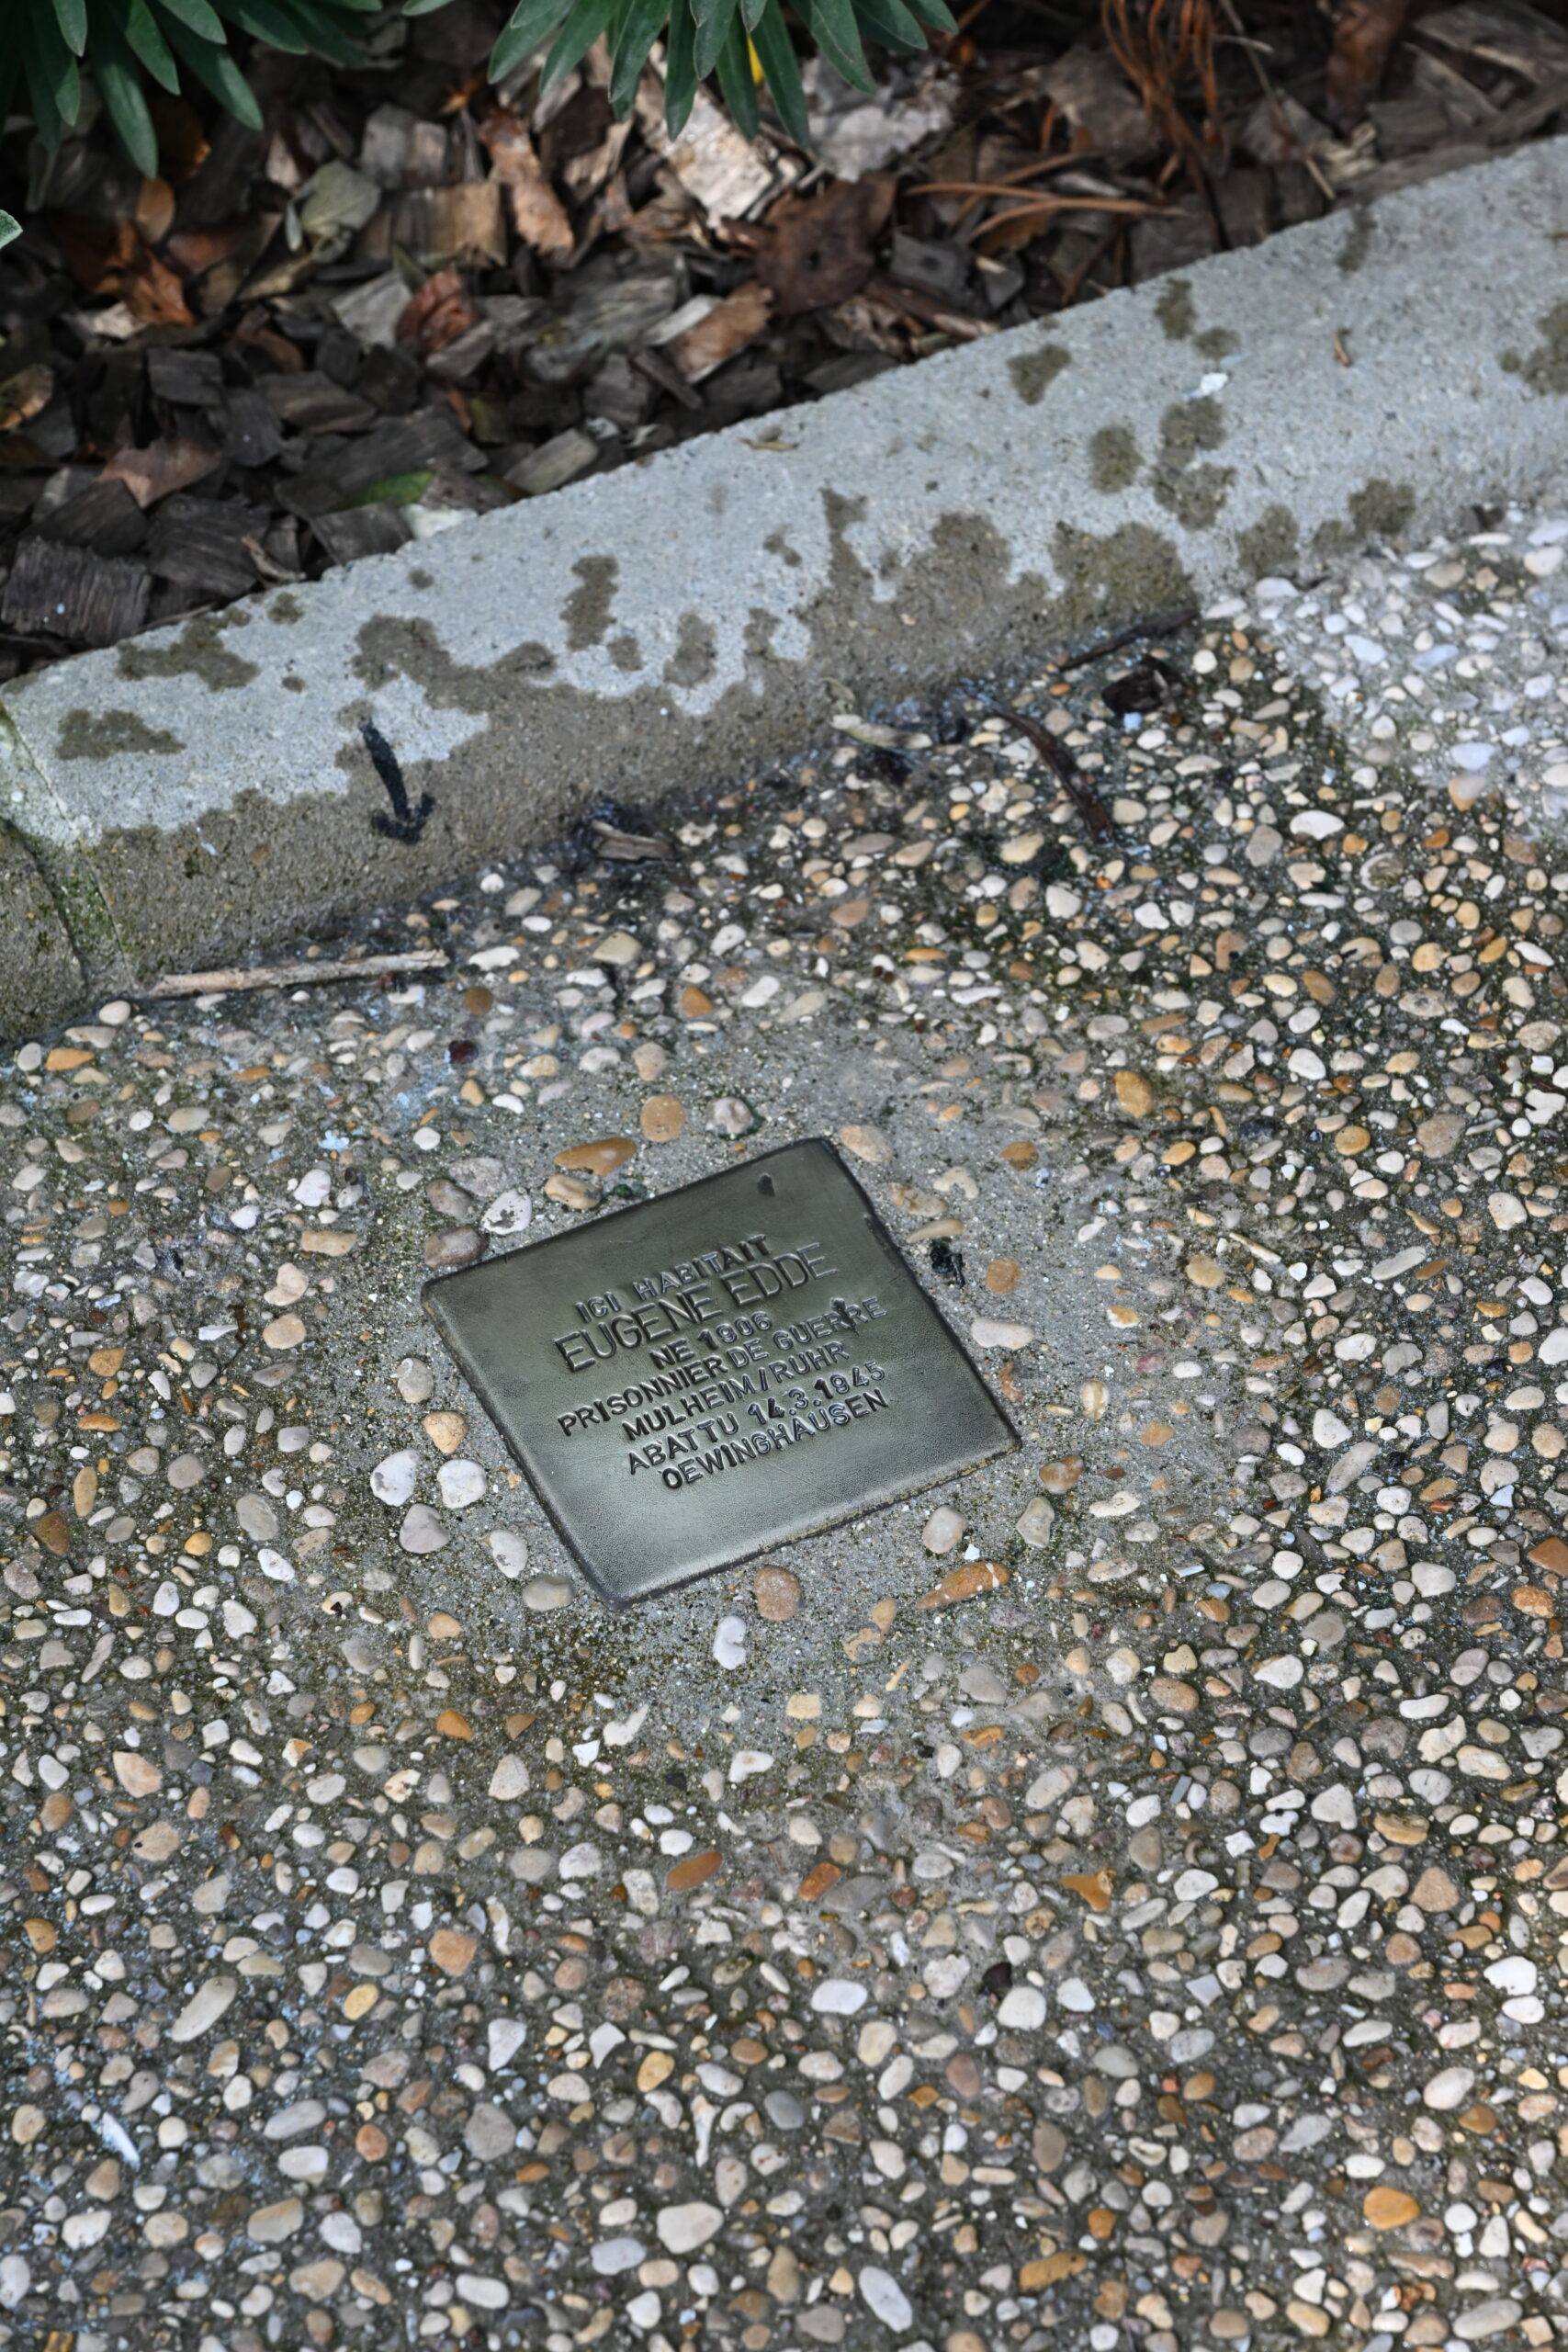 ICI HABITAIT
EUGENE EDDE
NE 1906
PRISONNIER DE GUERRE
MULHEIM/RUHR
ABATTU 14.3.1945
OEWINGHAUSEN